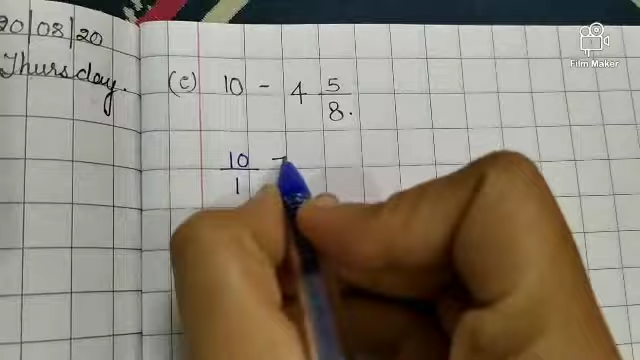 20/08/20
Thursday.
(c) 10 - 4 5/8.
10/1 -
Film Maker